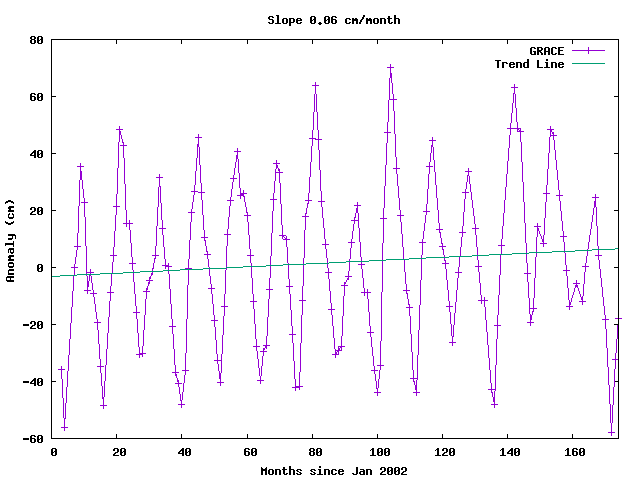 Slope 0.06 cm/month
80
60
40
20
0
-20
-40
-60
Anomaly (cm)
GRACE
Trend Line
0 20 40 60 80 100 120 140 160
Months since Jan 2002